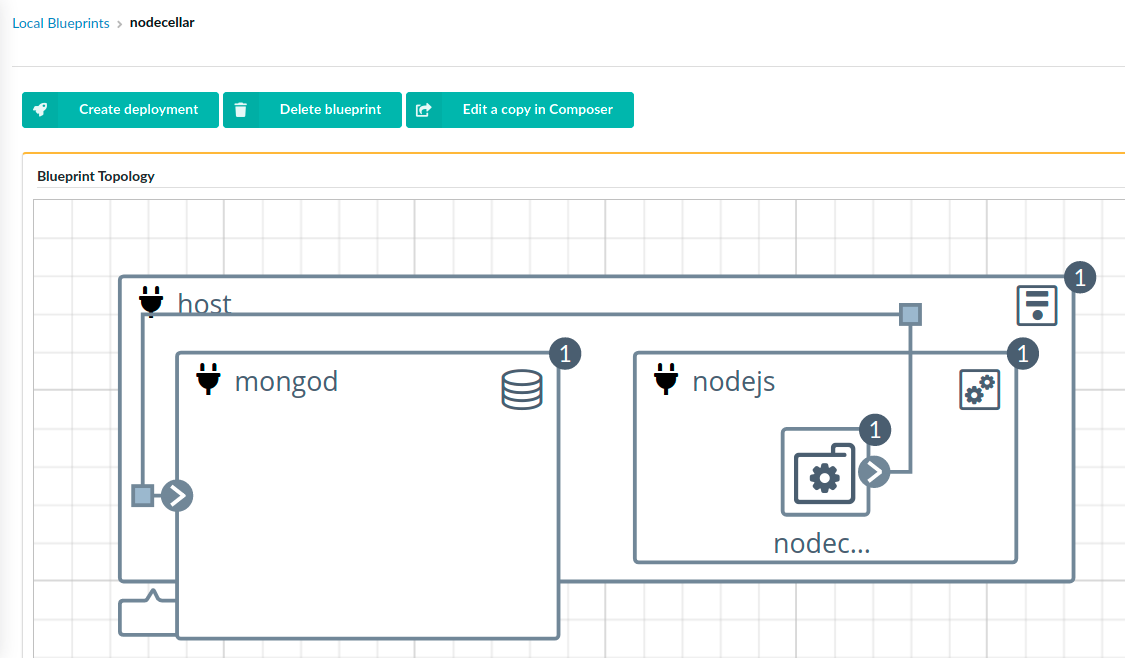 Local Blueprints › nodecellar
Create deployment
Delete blueprint
Edit a copy in Composer
Blueprint Topology
1
host
1
1
mongod
nodejs
1
nodec...